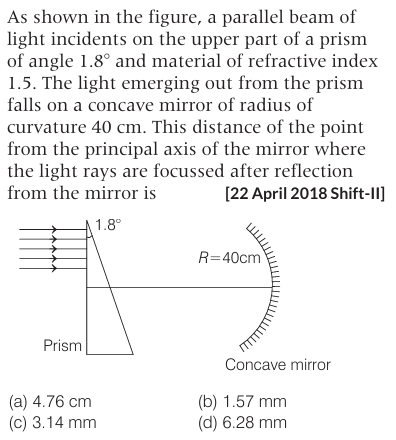 As shown in the figure, a parallel beam of
light incidents on the upper part of a prism
of angle 1.8° and material of refractive index
1.5. The light emerging out from the prism
falls on a concave mirror of radius of
curvature 40 cm. This distance of the point
from the principal axis of the mirror where
the light rays are focussed after reflection
from the mirror is [22 April 2018 Shift-II]
1.8°
R=40cm
Prism
Concave mirror
(a) 4.76 cm (b) 1.57 mm
(c) 3.14 mm (d) 6.28 mm